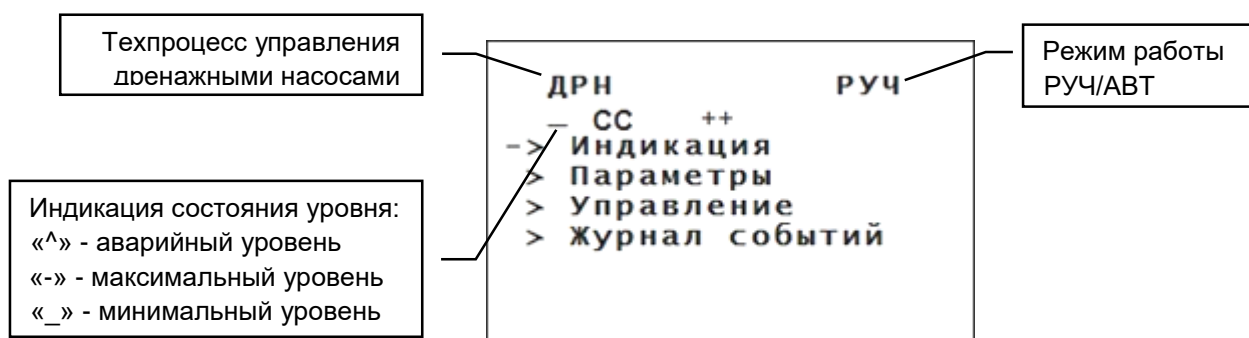 Техпроцесс управления
дренажными насосами
ДРН РУЧ
_ СС ++
-> Индикация
> Параметры
> Управление
> Журнал событий
Режим работы
РУЧ/АВТ
Индикация состояния уровня:
«^» - аварийный уровень
«-» - максимальный уровень
«_» - минимальный уровень